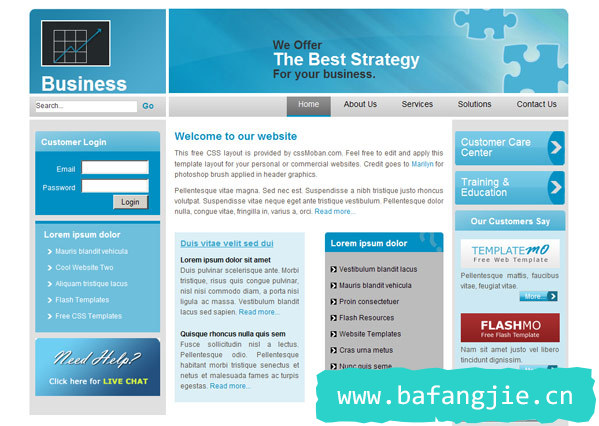 Business
We Offer
The Best Strategy
For your business.
Search...
Go
Home
About Us
Services
Solutions
Contact Us
Customer Login
Email
Password
Login
Lorem ipsum dolor
Mauris blandit vehicula
Cool Website Two
Aliquam tristique lacus
Flash Templates
Free CSS Templates
Need Help?
Click here for LIVE CHAT
Welcome to our website
This free CSS layout is provided by cssMoban.com. Feel free to edit and apply this
template layout for your personal or commercial websites. Credit goes to Marilyn for
photoshop brush applied in header graphics.
Pellentesque vitae magna. Sed nec est. Suspendisse a nibh tristique justo rhoncus
volutpat. Suspendisse vitae neque eget ante tristique vestibulum. Pellentesque dolor
nulla, congue vitae, fringilla in, varius a, orci. Read more...
Duis vitae velit sed dui
Lorem ipsum dolor sit amet
Duis pulvinar scelerisque ante. Morbi
tristique, risus quis congue pulvinar,
nisl nisi commodo diam, a porta nisi
ligula ac massa. Vestibulum blandit
lacus sed sapien. Read more...
Quisque rhoncus nulla quis sem
Fusce sollicitudin nisl a lectus.
Pellentesque odio. Pellentesque
habitant morbi tristique senectus et
netus et malesuada fames ac turpis
egestas. Read more...
Lorem ipsum dolor
Vestibulum blandit lacus
Mauris blandit vehicula
Proin consectetuer
Flash Resources
Website Templates
Cras urna metus
Nunc quis seme
Customer Care
Center
Training &
Education
Our Customers Say
TEMPLATEMO
Free Web Template
Pellentesque mattis, faucibus
vitae, feugiat vitae.
More...
FLASHMO
Free Flash Template
Nam sit amet justo vel libero
tincidunt dignissim.
www.bafangjie.cn